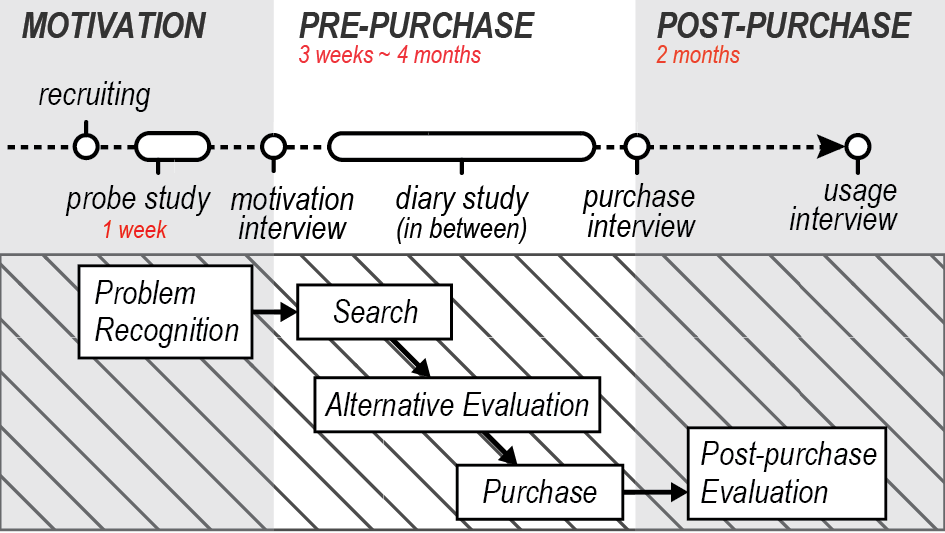 MOTIVATION
PRE-PURCHASE
3 weeks ~ 4 months
POST-PURCHASE
2 months
recruiting
probe study
1 week
motivation
interview
diary study
(in between)
purchase
interview
usage
interview
Problem
Recognition
Search
Alternative Evaluation
Purchase
Post-purchase
Evaluation